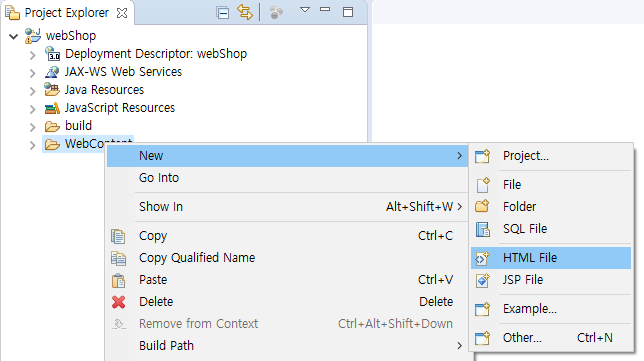 Project Explorer
webShop
3.0 Deployment Descriptor: webShop
JAX-WS Web Services
Java Resources
JavaScript Resources
build
WebContent
New
Go Into
Show In Alt+Shift+W
Copy Ctrl+C
Copy Qualified Name
Paste Ctrl+V
Delete Delete
Remove from Context Ctrl+Alt+Shift+Down
Build Path
Project...
File
Folder
SQL File
HTML File
JSP File
Example...
Other... Ctrl+N